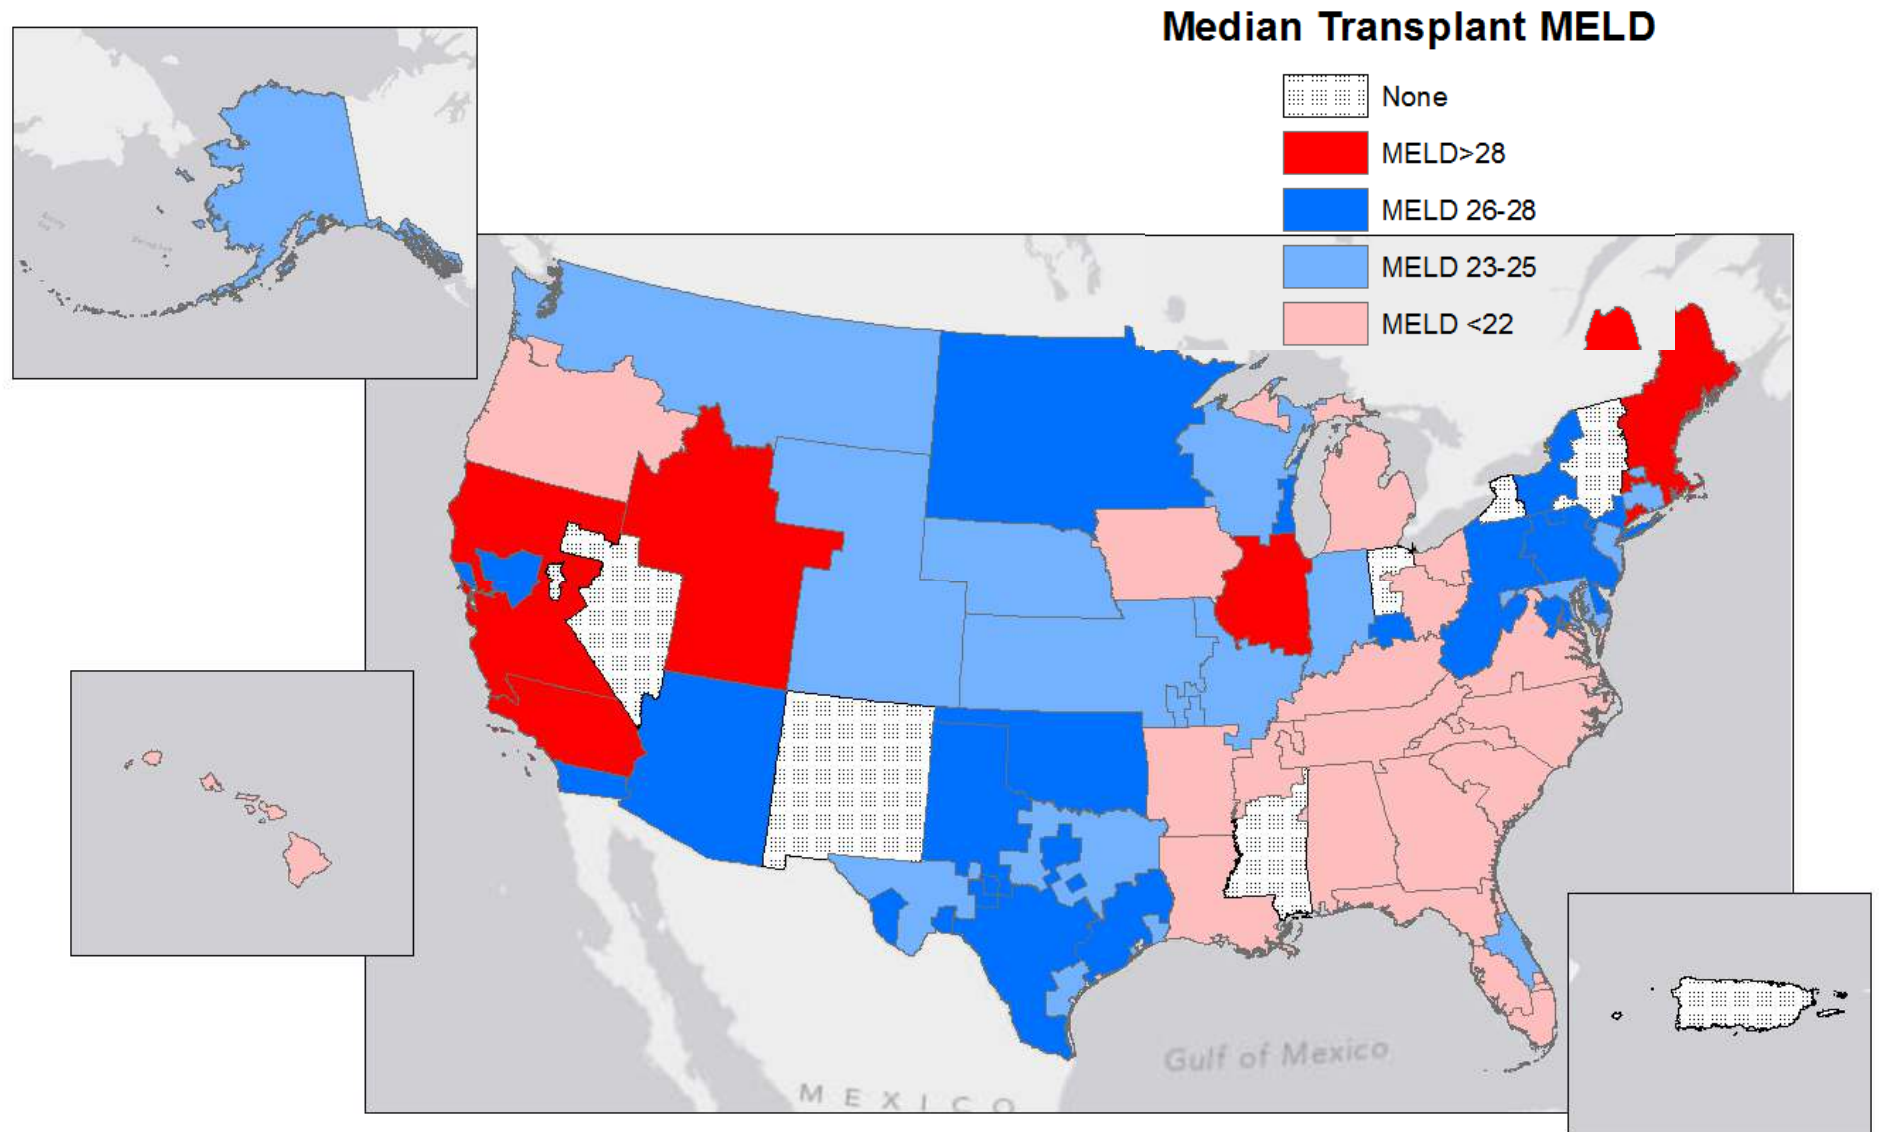 Median Transplant MELD
None
MELD>28
MELD 26-28
MELD 23-25
MELD <22
Gulf of Mexico
MEXICO